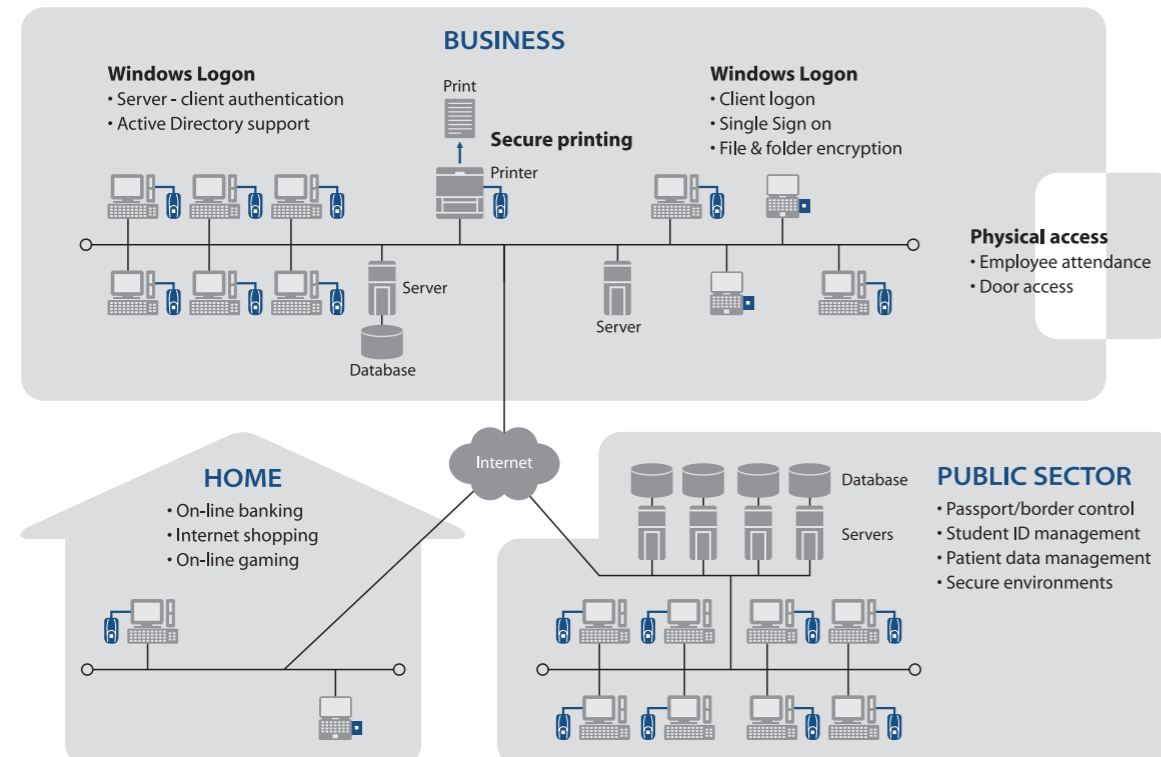 BUSINESS
Windows Logon
• Server - client authentication
• Active Directory support
Print
Secure printing
Printer
Windows Logon
• Client logon
• Single Sign on
• File & folder encryption
Physical access
• Employee attendance
• Door access
Server
Database
Server
Internet
HOME
• On-line banking
• Internet shopping
• On-line gaming
Database
Servers
PUBLIC SECTOR
• Passport/border control
• Student ID management
• Patient data management
• Secure environments